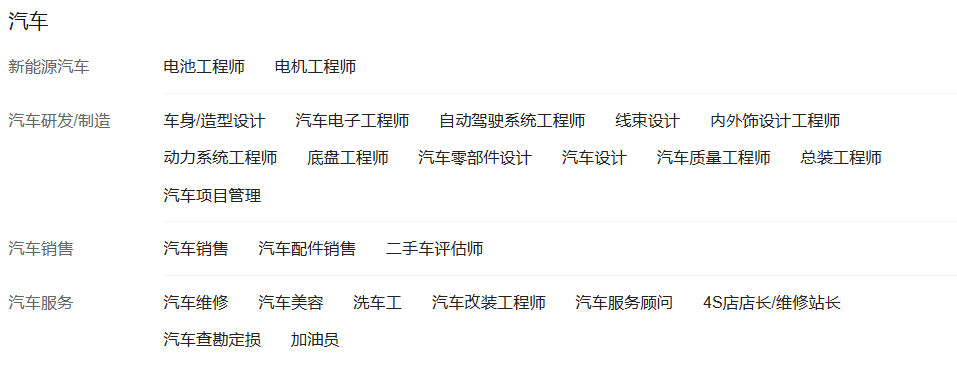 汽车
新能源汽车 电池工程师 电机工程师
汽车研发/制造 车身/造型设计 汽车电子工程师 自动驾驶系统工程师 线束设计 内外饰设计工程师
动力系统工程师 底盘工程师 汽车零部件设计 汽车设计 汽车质量工程师 总装工程师
汽车项目管理
汽车销售 汽车销售 汽车配件销售 二手车评估师
汽车服务 汽车维修 汽车美容 洗车工 汽车改装工程师 汽车服务顾问 4S店店长/维修站长
汽车查勘定损 加油员